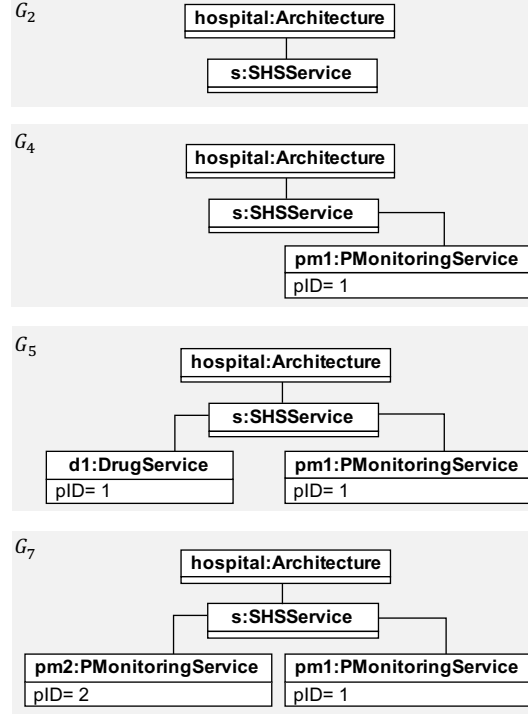 G₂
hospital:Architecture
s:SHSService
G₄
hospital:Architecture
s:SHSService
pm1:PMonitoringService
pID= 1
G₅
hospital:Architecture
s:SHSService
d1:DrugService pm1:PMonitoringService
pID= 1 pID= 1
G₇
hospital:Architecture
s:SHSService
pm2:PMonitoringService pm1:PMonitoringService
pID= 2 pID= 1